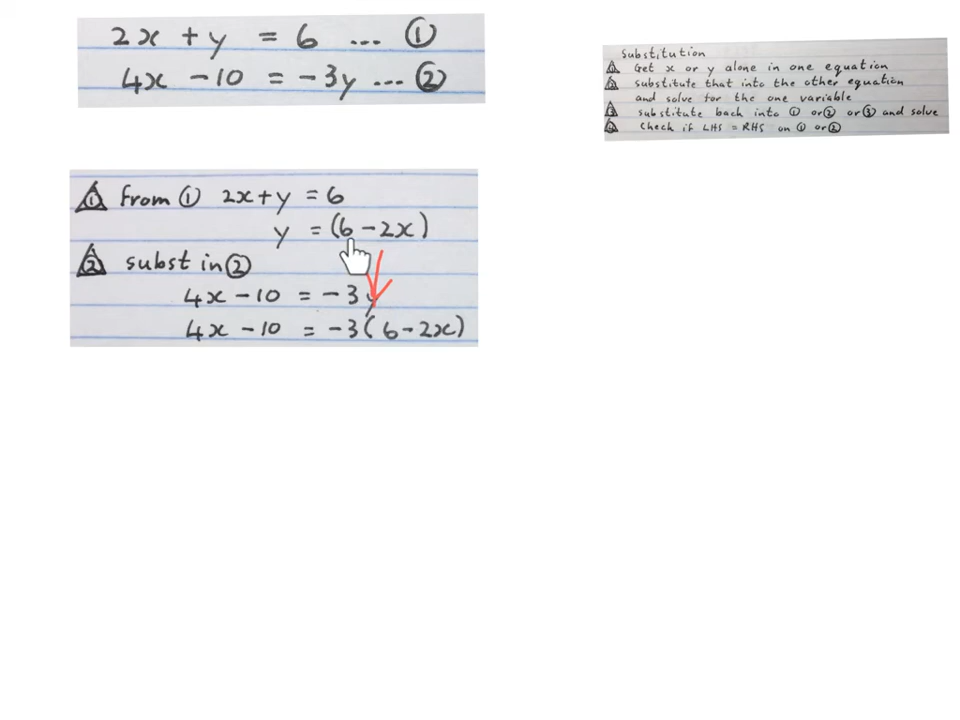 2x + y = 6 ... ①
4x - 10 = -3y ... ②
Substitution
① Get x or y alone in one equation
② substitute that into the other equation
and solve for the one variable
③ substitute back into ① or ② or ③ and solve
④ Check if LHS = RHS on ① or ②
① From ① 2x + y = 6
y = (6 - 2x)
② subst in ②
4x - 10 = -3y
4x - 10 = -3(6 - 2x)